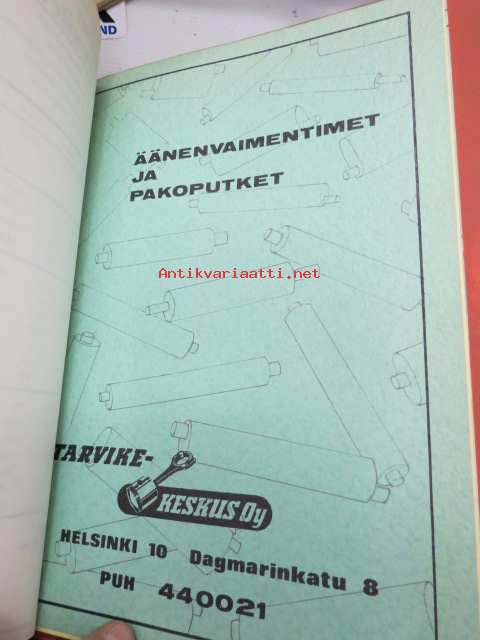 ND
ÄÄNENVAIMENTIMET
JA
PAKOPUTKET
Antikvariaatti.net
TARVIKE-
KESKUS Oy
HELSINKI 10 Dagmarinkatu 8
PUH 440021